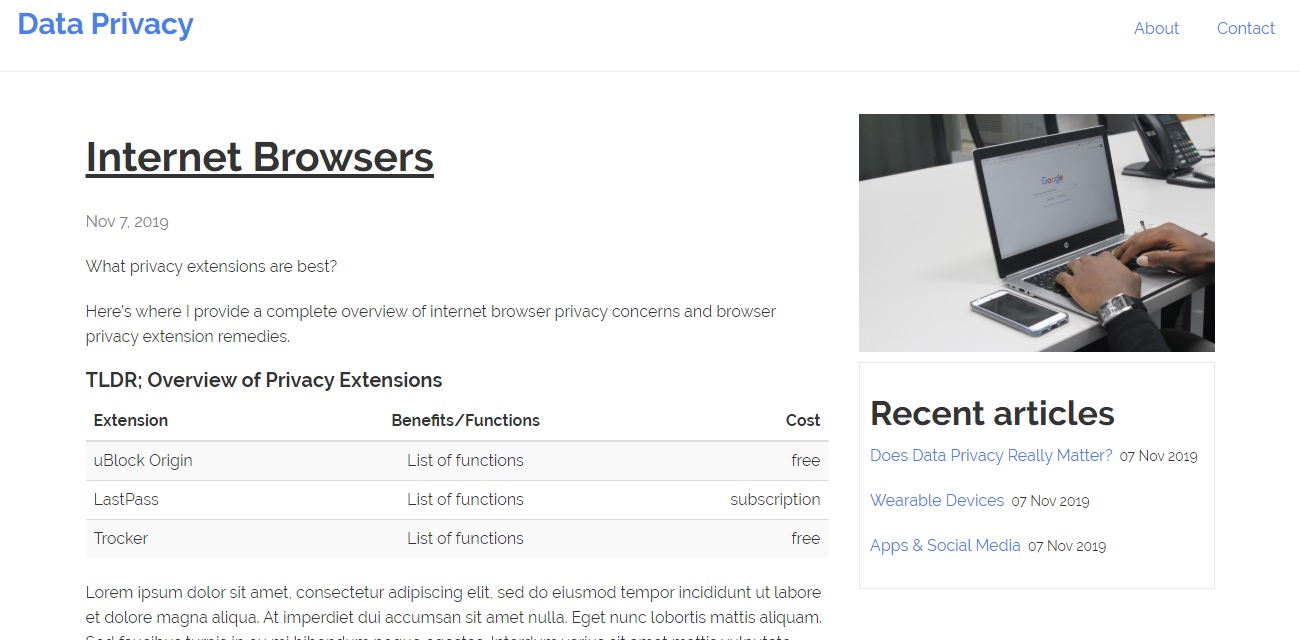 Data Privacy
About
Contact
Internet Browsers
Nov 7, 2019
What privacy extensions are best?
Here's where I provide a complete overview of internet browser privacy concerns and browser
privacy extension remedies.
TLDR; Overview of Privacy Extensions
Extension Benefits/Functions Cost
uBlock Origin List of functions free
LastPass List of functions subscription
Trocker List of functions free
Lorem ipsum dolor sit amet, consectetur adipiscing elit, sed do eiusmod tempor incididunt ut labore
et dolore magna aliqua. At imperdiet dui accumsan sit amet nulla. Eget nunc lobortis mattis aliquam.
Google
Recent articles
Does Data Privacy Really Matter? 07 Nov 2019
Wearable Devices 07 Nov 2019
Apps & Social Media 07 Nov 2019